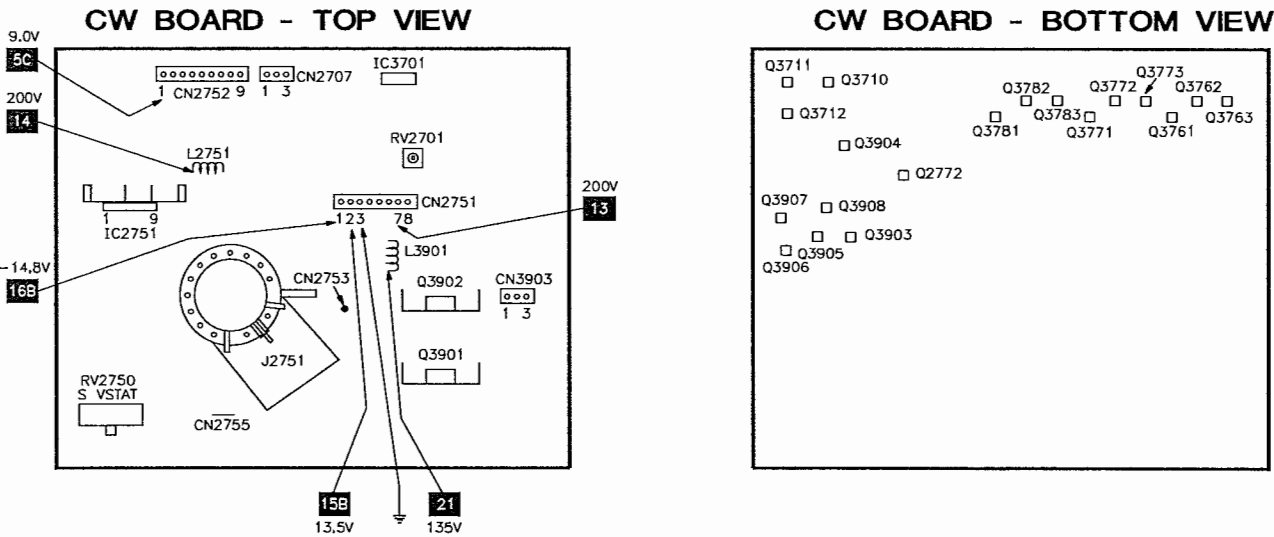 CW BOARD - TOP VIEW
9.0V
5C
200V
14
1 CN2752 9
CN2707
1 3
IC3701
L2751
RV2701
1 9
IC2751
CN2751
123 78
200V
13
-14,8V
16B
L3901
CN2753
Q3902
CN3903
1 3
J2751
Q3901
RV2750
S VSTAT
CN2755
15B
13,5V
21
135V
CW BOARD - BOTTOM VIEW
Q3711
Q3710
Q3712
Q3904
Q2772
Q3907
Q3908
Q3903
Q3905
Q3906
Q3773
Q3782
Q3772
Q3762
Q3781
Q3783
Q3771
Q3761
Q3763